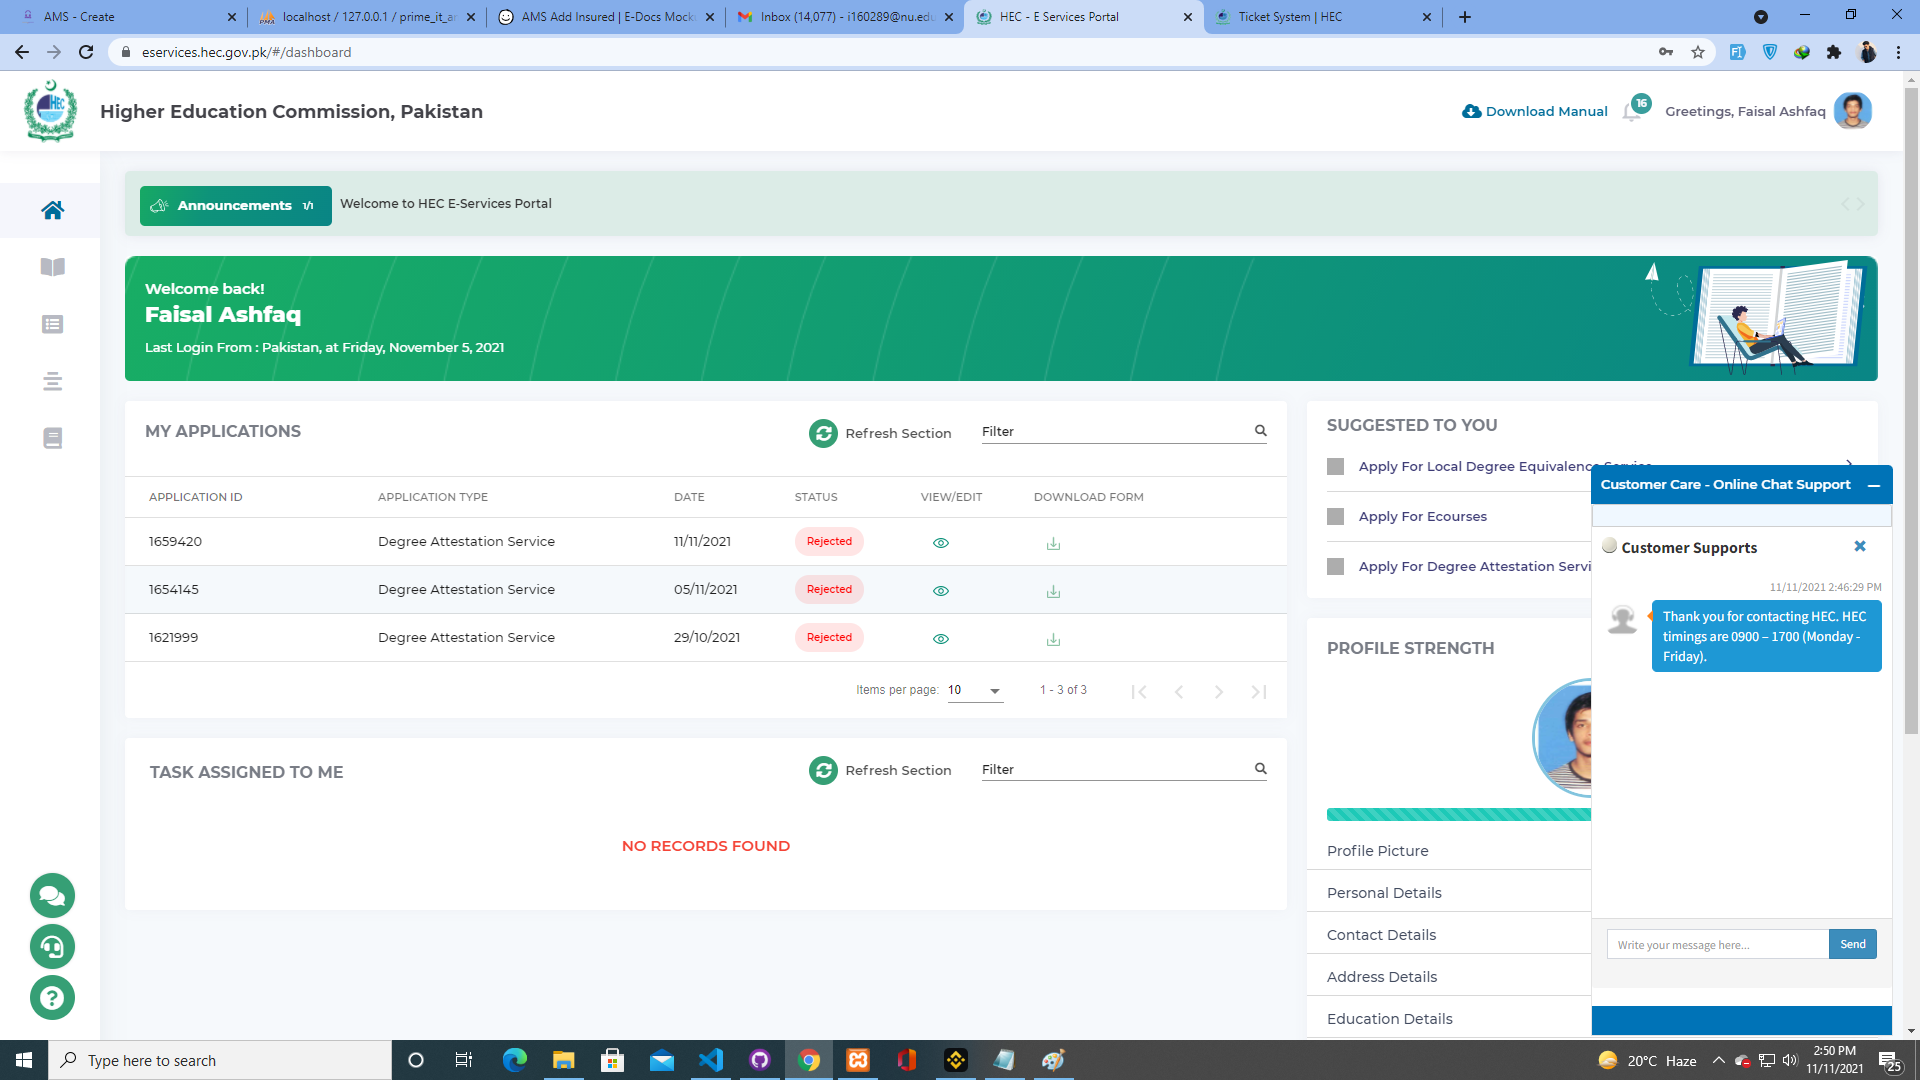 AMS - Create
localhost / 127.0.0.1 / prime_it_ar
AMS Add Insured | E-Docs Mock
Inbox (14,077) - i160289@nu.edu
HEC - E Services Portal
Ticket System | HEC
eservices.hec.gov.pk/#/dashboard
HEC
Higher Education Commission, Pakistan
Download Manual
16
Greetings, Faisal Ashfaq
Announcements 1/1
Welcome to HEC E-Services Portal
Welcome back!
Faisal Ashfaq
Last Login From : Pakistan, at Friday, November 5, 2021
MY APPLICATIONS
Refresh Section
Filter
APPLICATION ID APPLICATION TYPE DATE STATUS VIEW/EDIT DOWNLOAD FORM
1659420 Degree Attestation Service 11/11/2021 Rejected
1654145 Degree Attestation Service 05/11/2021 Rejected
1621999 Degree Attestation Service 29/10/2021 Rejected
Items per page: 10 1 - 3 of 3
TASK ASSIGNED TO ME
Refresh Section
Filter
NO RECORDS FOUND
SUGGESTED TO YOU
Apply For Local Degree Equivalence Service
Apply For Ecourses
Apply For Degree Attestation Servi
PROFILE STRENGTH
Profile Picture
Personal Details
Contact Details
Address Details
Education Details
Customer Care - Online Chat Support
Customer Supports
11/11/2021 2:46:29 PM
Thank you for contacting HEC. HEC
timings are 0900 – 1700 (Monday -
Friday).
Write your message here...
Send
Type here to search
20°C Haze
2:50 PM
11/11/2021
25